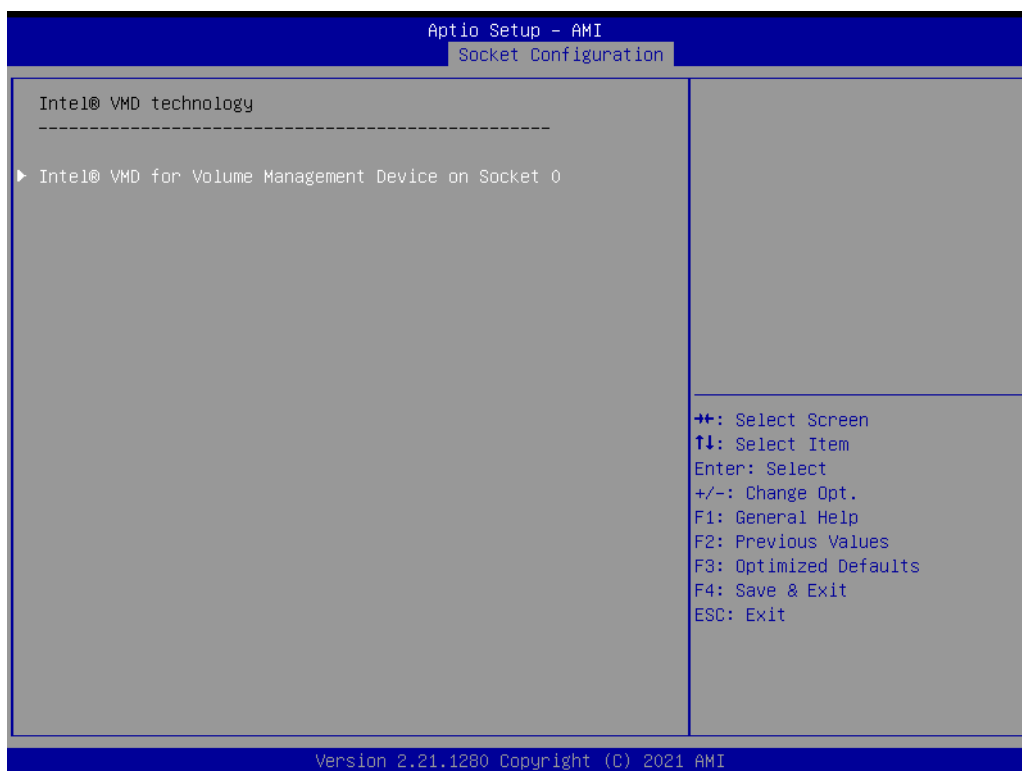 Aptio Setup – AMI
Socket Configuration
Intel® VMD technology
--------------------------------------------------
▶ Intel® VMD for Volume Management Device on Socket 0
→←: Select Screen
↑↓: Select Item
Enter: Select
+/-: Change Opt.
F1: General Help
F2: Previous Values
F3: Optimized Defaults
F4: Save & Exit
ESC: Exit
Version 2.21.1280 Copyright (C) 2021 AMI